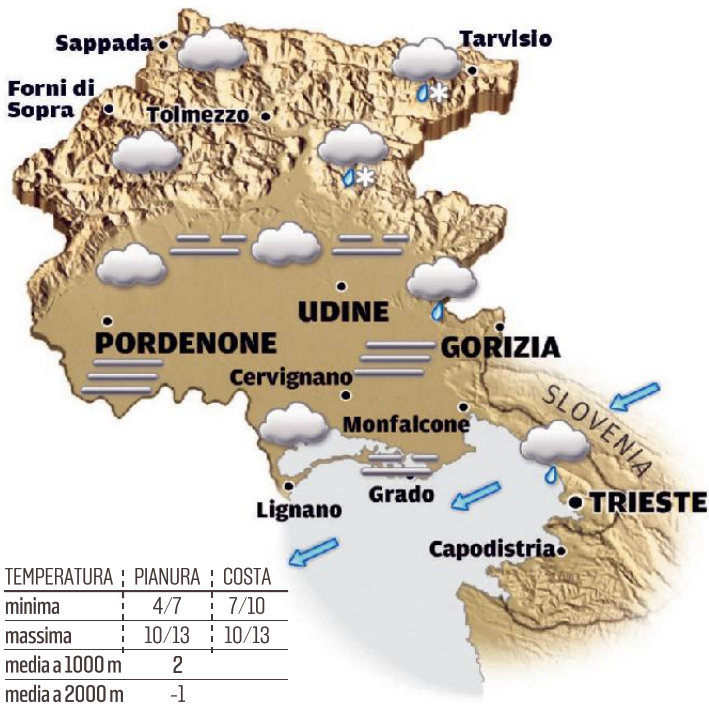 Sappada
Tarvisio
Forni di
Sopra
Tolmezzo
UDINE
PORDENONE
GORIZIA
Cervignano
SLOVENIA
Monfalcone
Lignano
Grado
TRIESTE
Capodistria
TEMPERATURA PIANURA COSTA
minima 4/7 7/10
massima 10/13 10/13
media a 1000 m 2
media a 2000 m -1